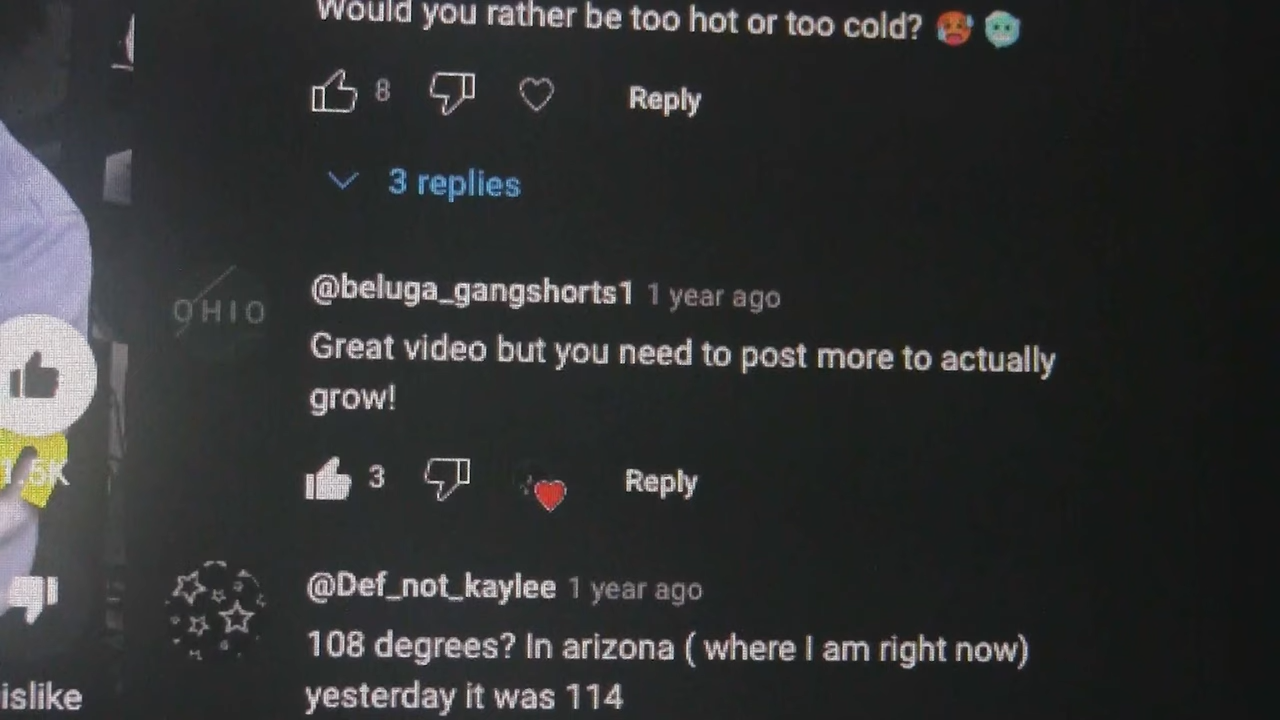 Would you rather be too hot or too cold? 🥵 🥶
8
Reply
3 replies
OHIO
@beluga_gangshorts1 1 year ago
Great video but you need to post more to actually
grow!
1.5K
3
Reply
@Def_not_kaylee 1 year ago
108 degrees? In arizona ( where I am right now)
islike
yesterday it was 114